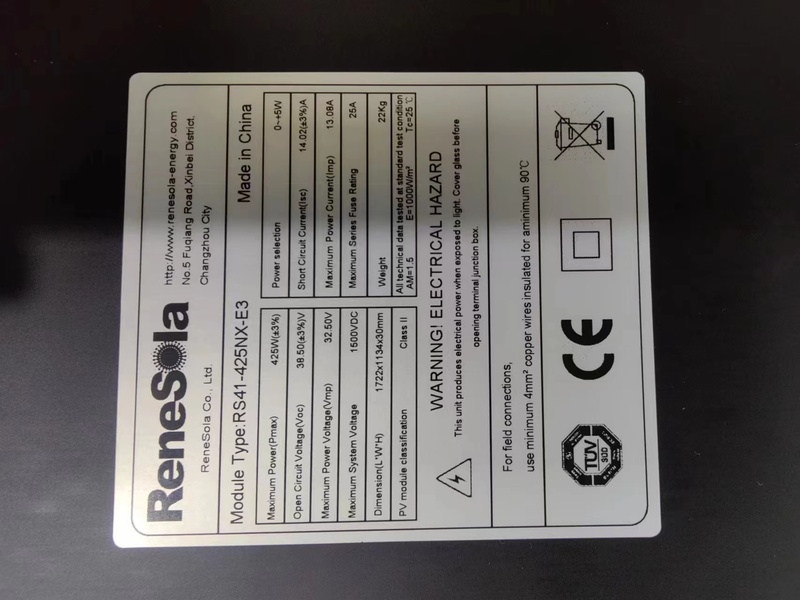 ReneSola
ReneSola Co., Ltd.
http://www.renesola-energy.com
No.5 Fuqiang Road,Xinbei District,
Changzhou City
Module Type:RS41-425NX-E3
Made in China
Maximum Power(Pmax) 425W(±3%)
Open Circuit Voltage(Voc) 38.50(±3%)V
Maximum Power Voltage(Vmp) 32.50V
Maximum System Voltage 1500VDC
Dimension(L*W*H) 1722x1134x30mm
PV module classification Class II
Power selection 0~+5W
Short Circuit Current(Isc) 14.02(±3%)A
Maximum Power Current(Imp) 13.08A
Maximum Series Fuse Rating 25A
Weight 22Kg
All technical data tested at standard test condition
AM=1.5 E=1000W/m² Tc=25℃
WARNING! ELECTRICAL HAZARD
This unit produces electrical power when exposed to light. Cover glass before
opening terminal junction box.
For field connections,
use minimum 4mm² copper wires insulated for aminimum 90℃
TÜV
SÜD
CE